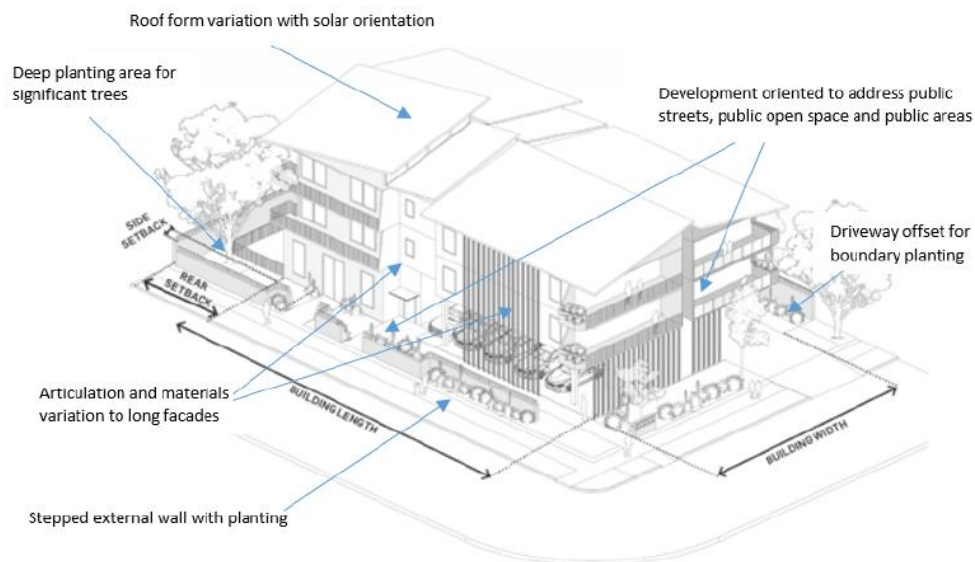 Roof form variation with solar orientation
Deep planting area for
significant trees
Development oriented to address public
streets, public open space and public areas
SIDE
SETBACK
Driveway offset for
boundary planting
REAR
SETBACK
Articulation and materials
variation to long facades
BUILDING LENGTH
BUILDING WIDTH
Stepped external wall with planting